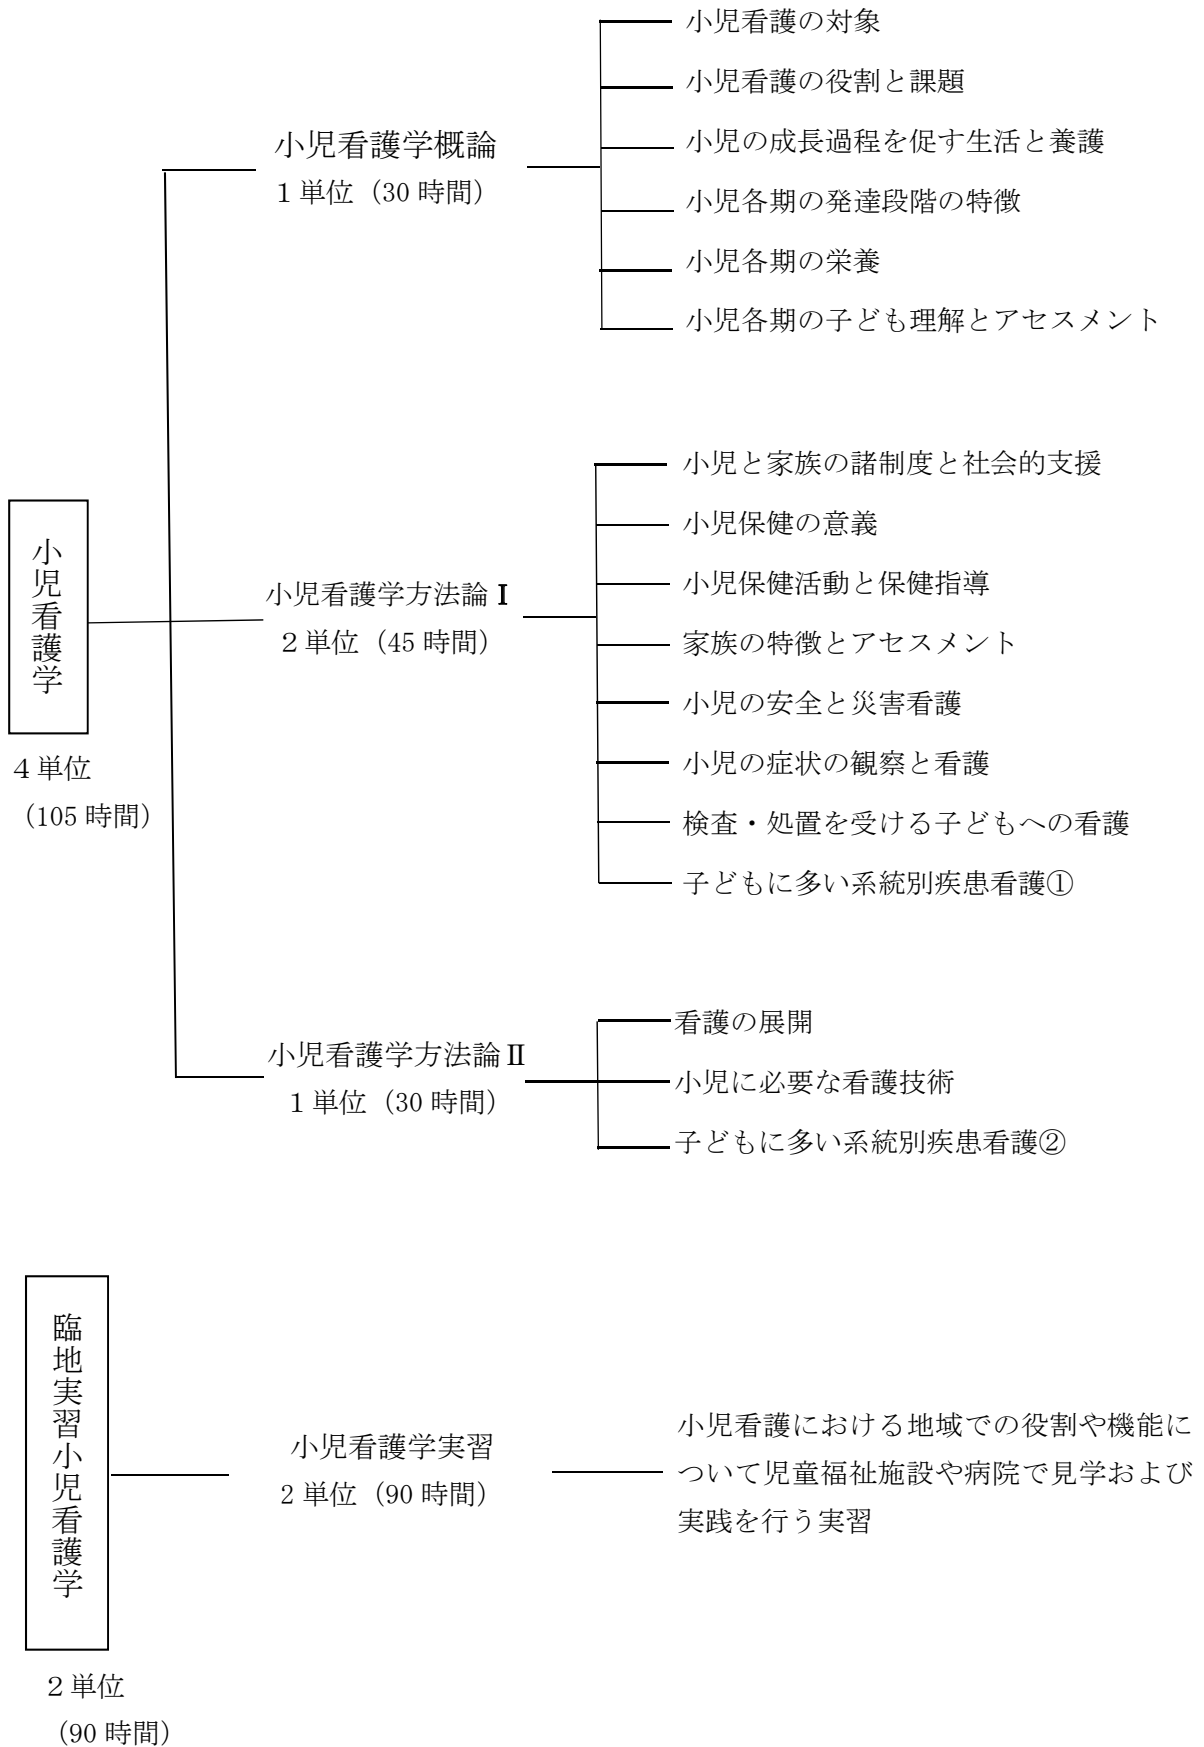 小児看護学
４単位
（105 時間）
小児看護学概論
１単位（30 時間）
小児看護の対象
小児看護の役割と課題
小児の成長過程を促す生活と養護
小児各期の発達段階の特徴
小児各期の栄養
小児各期の子ども理解とアセスメント
小児看護学方法論Ⅰ
２単位（45 時間）
小児と家族の諸制度と社会的支援
小児保健の意義
小児保健活動と保健指導
家族の特徴とアセスメント
小児の安全と災害看護
小児の症状の観察と看護
検査・処置を受ける子どもへの看護
子どもに多い系統別疾患看護①
小児看護学方法論Ⅱ
１単位（30 時間）
看護の展開
小児に必要な看護技術
子どもに多い系統別疾患看護②
臨地実習小児看護学
２単位
（90 時間）
小児看護学実習
2 単位（90 時間）
小児看護における地域での役割や機能に
ついて児童福祉施設や病院で見学および
実践を行う実習